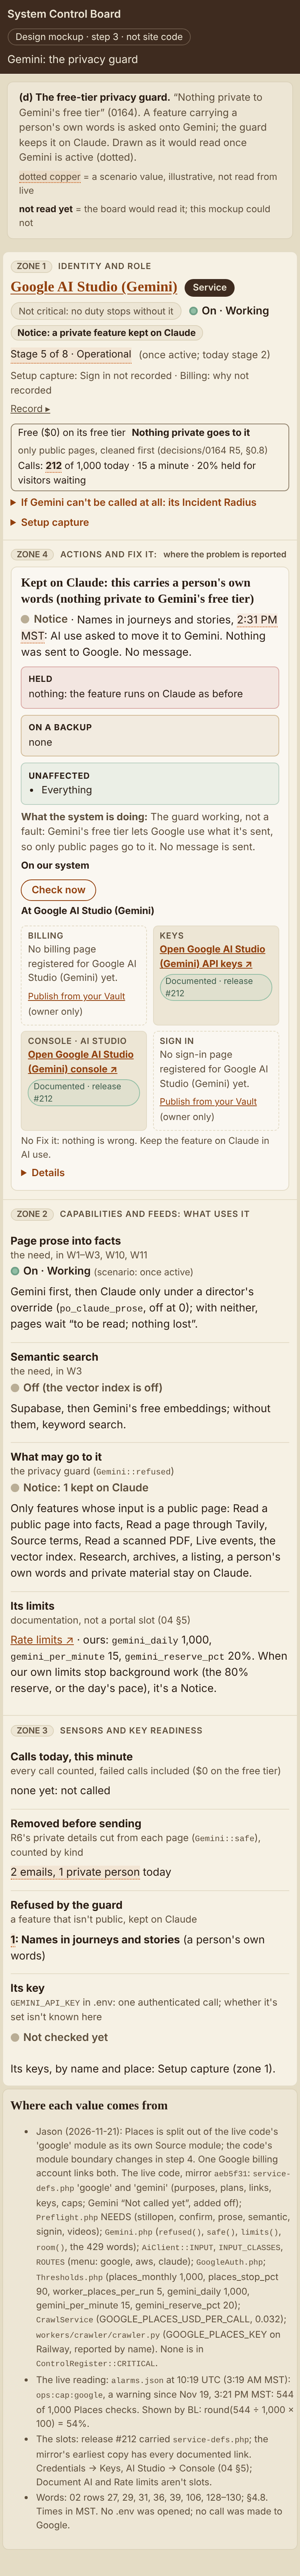 System Control Board
Design mockup · step 3 · not site code
Gemini: the privacy guard
(d) The free-tier privacy guard. “Nothing private to
Gemini's free tier” (0164). A feature carrying a
person's own words is asked onto Gemini; the guard
keeps it on Claude. Drawn as it would read once
Gemini is active (dotted).
dotted copper = a scenario value, illustrative, not read from
live
not read yet = the board would read it; this mockup could
not
ZONE 1 IDENTITY AND ROLE
Google AI Studio (Gemini) Service
Not critical: no duty stops without it On · Working
Notice: a private feature kept on Claude
Stage 5 of 8 · Operational (once active; today stage 2)
Setup capture: Sign in not recorded · Billing: why not
recorded
Record ▸
Free ($0) on its free tier Nothing private goes to it
only public pages, cleaned first (decisions/0164 R5, §0.8)
Calls: 212 of 1,000 today · 15 a minute · 20% held for
visitors waiting
▸ If Gemini can't be called at all: its Incident Radius
▸ Setup capture
ZONE 4 ACTIONS AND FIX IT: where the problem is reported
Kept on Claude: this carries a person's own
words (nothing private to Gemini's free tier)
Notice · Names in journeys and stories, 2:31 PM
MST: AI use asked to move it to Gemini. Nothing
was sent to Google. No message.
HELD
nothing: the feature runs on Claude as before
ON A BACKUP
none
UNAFFECTED
• Everything
What the system is doing: The guard working, not a
fault: Gemini's free tier lets Google use what it's sent,
so only public pages go to it. No message is sent.
On our system
Check now
At Google AI Studio (Gemini)
BILLING
No billing page
registered for Google AI
Studio (Gemini) yet.
Publish from your Vault
(owner only)
KEYS
Open Google AI Studio
(Gemini) API keys ↗
Documented · release
#212
CONSOLE · AI STUDIO
Open Google AI Studio
(Gemini) console ↗
Documented · release
#212
SIGN IN
No sign-in page
registered for Google AI
Studio (Gemini) yet.
Publish from your Vault
(owner only)
No Fix it: nothing is wrong. Keep the feature on Claude in
AI use.
▸ Details
ZONE 2 CAPABILITIES AND FEEDS: WHAT USES IT
Page prose into facts
the need, in W1–W3, W10, W11
On · Working (scenario: once active)
Gemini first, then Claude only under a director's
override (po_claude_prose, off at 0); with neither,
pages wait “to be read; nothing lost”.
Semantic search
the need, in W3
Off (the vector index is off)
Supabase, then Gemini's free embeddings; without
them, keyword search.
What may go to it
the privacy guard (Gemini::refused)
Notice: 1 kept on Claude
Only features whose input is a public page: Read a
public page into facts, Read a page through Tavily,
Source terms, Read a scanned PDF, Live events, the
vector index. Research, archives, a listing, a person's
own words and private material stay on Claude.
Its limits
documentation, not a portal slot (04 §5)
Rate limits ↗ · ours: gemini_daily 1,000,
gemini_per_minute 15, gemini_reserve_pct 20%. When
our own limits stop background work (the 80%
reserve, or the day's pace), it's a Notice.
ZONE 3 SENSORS AND KEY READINESS
Calls today, this minute
every call counted, failed calls included ($0 on the free tier)
none yet: not called
Removed before sending
R6's private details cut from each page (Gemini::safe),
counted by kind
2 emails, 1 private person today
Refused by the guard
a feature that isn't public, kept on Claude
1: Names in journeys and stories (a person's own
words)
Its key
GEMINI_API_KEY in .env: one authenticated call; whether it's
set isn't known here
Not checked yet
Its keys, by name and place: Setup capture (zone 1).
Where each value comes from
• Jason (2026-11-21): Places is split out of the live code's
'google' module as its own Source module; the code's
module boundary changes in step 4. One Google billing
account links both. The live code, mirror aeb5f31: service-
defs.php 'google' and 'gemini' (purposes, plans, links,
keys, caps; Gemini “Not called yet”, added off);
Preflight.php NEEDS (stillopen, confirm, prose, semantic,
signin, videos); Gemini.php (refused(), safe(), limits(),
room(), the 429 words); AiClient::INPUT, INPUT_CLASSES,
ROUTES (menu: google, aws, claude); GoogleAuth.php;
Thresholds.php (places_monthly 1,000, places_stop_pct
90, worker_places_per_run 5, gemini_daily 1,000,
gemini_per_minute 15, gemini_reserve_pct 20);
CrawlService (GOOGLE_PLACES_USD_PER_CALL, 0.032);
workers/crawler/crawler.py (GOOGLE_PLACES_KEY on
Railway, reported by name). None is in
ControlRegister::CRITICAL.
• The live reading: alarms.json at 10:19 UTC (3:19 AM MST):
ops:cap:google, a warning since Nov 19, 3:21 PM MST: 544
of 1,000 Places checks. Shown by BL: round(544 ÷ 1,000 ×
100) = 54%.
• The slots: release #212 carried service-defs.php; the
mirror's earliest copy has every documented link.
Credentials → Keys, AI Studio → Console (04 §5);
Document AI and Rate limits aren't slots.
• Words: 02 rows 27, 29, 31, 36, 39, 106, 128–130; §4.8.
Times in MST. No .env was opened; no call was made to
Google.